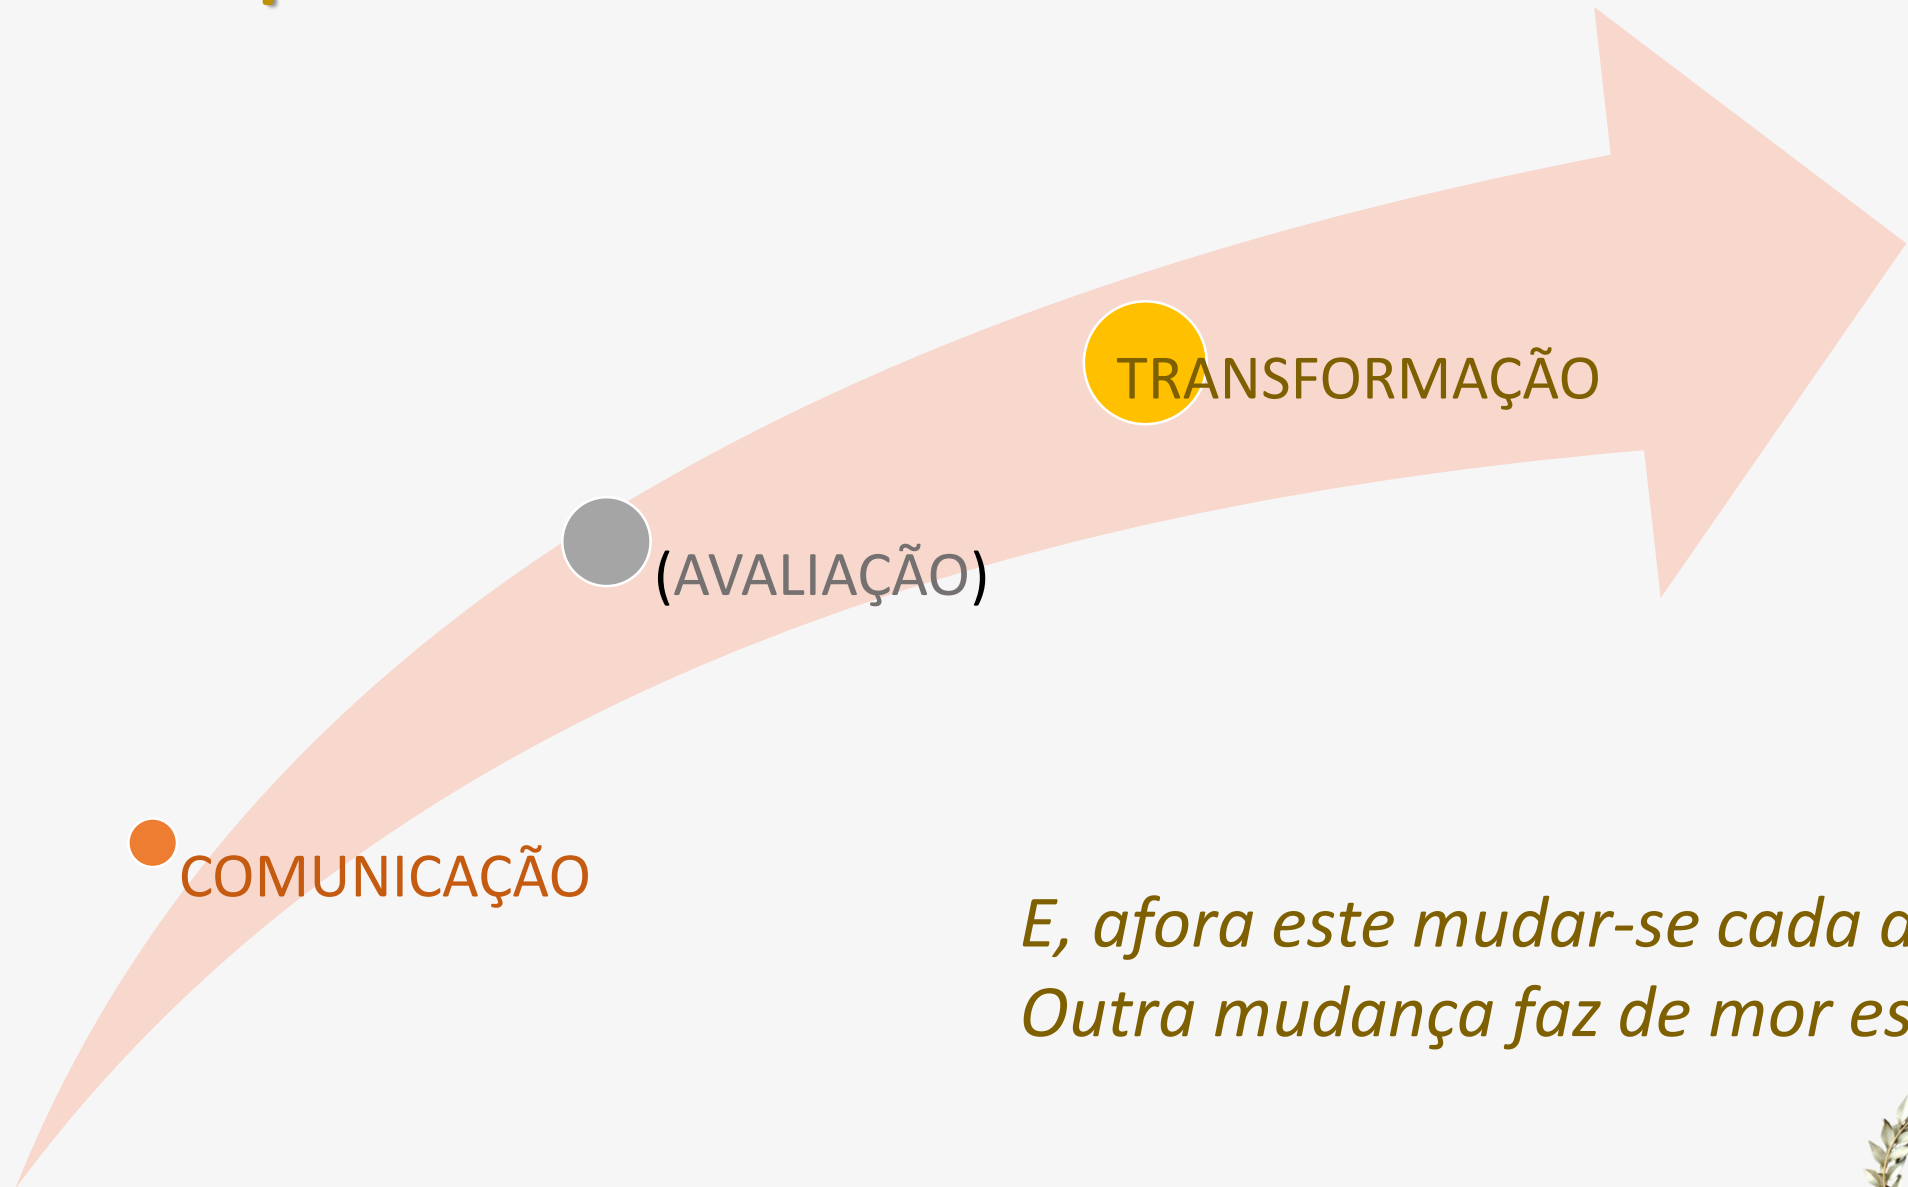 TRANSFORMAÇÃO
(AVALIAÇÃO)
COMUNICAÇÃO
E, afora este mudar-se cada
Outra mudança faz de mor